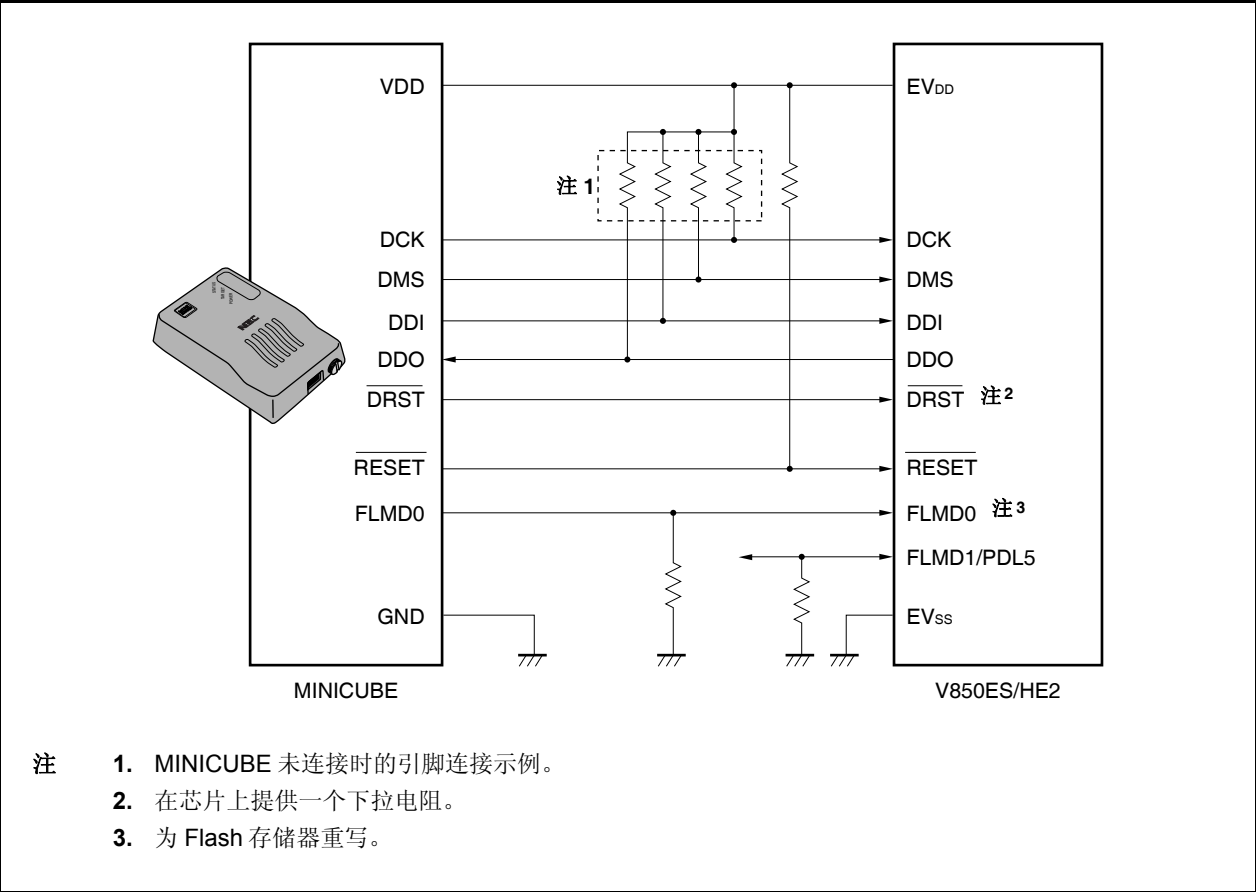 VDD EVDD
注 1
DCK DCK
DMS DMS
DDI DDI
DDO DDO
DRST DRST 注 2
RESET RESET
FLMD0 FLMD0 注 3
FLMD1/PDL5
GND EVSS
NEC
MINICUBE V850ES/HE2
注 1. MINICUBE 未连接时的引脚连接示例。
2. 在芯片上提供一个下拉电阻。
3. 为 Flash 存储器重写。